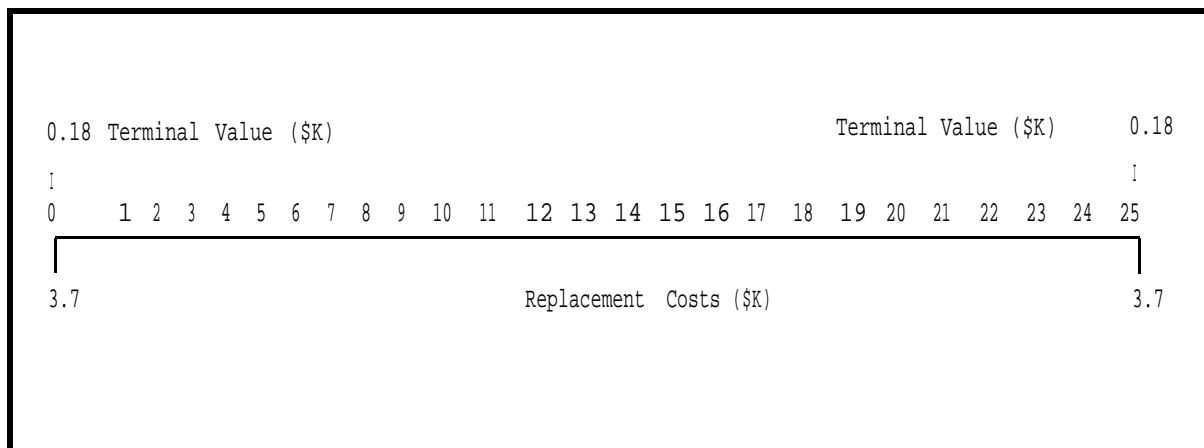 0.18 Terminal Value ($K) Terminal Value ($K) 0.18
I I
0 1 2 3 4 5 6 7 8 9 10 11 12 13 14 15 16 17 18 19 20 21 22 23 24 25
3.7 Replacement Costs ($K) 3.7